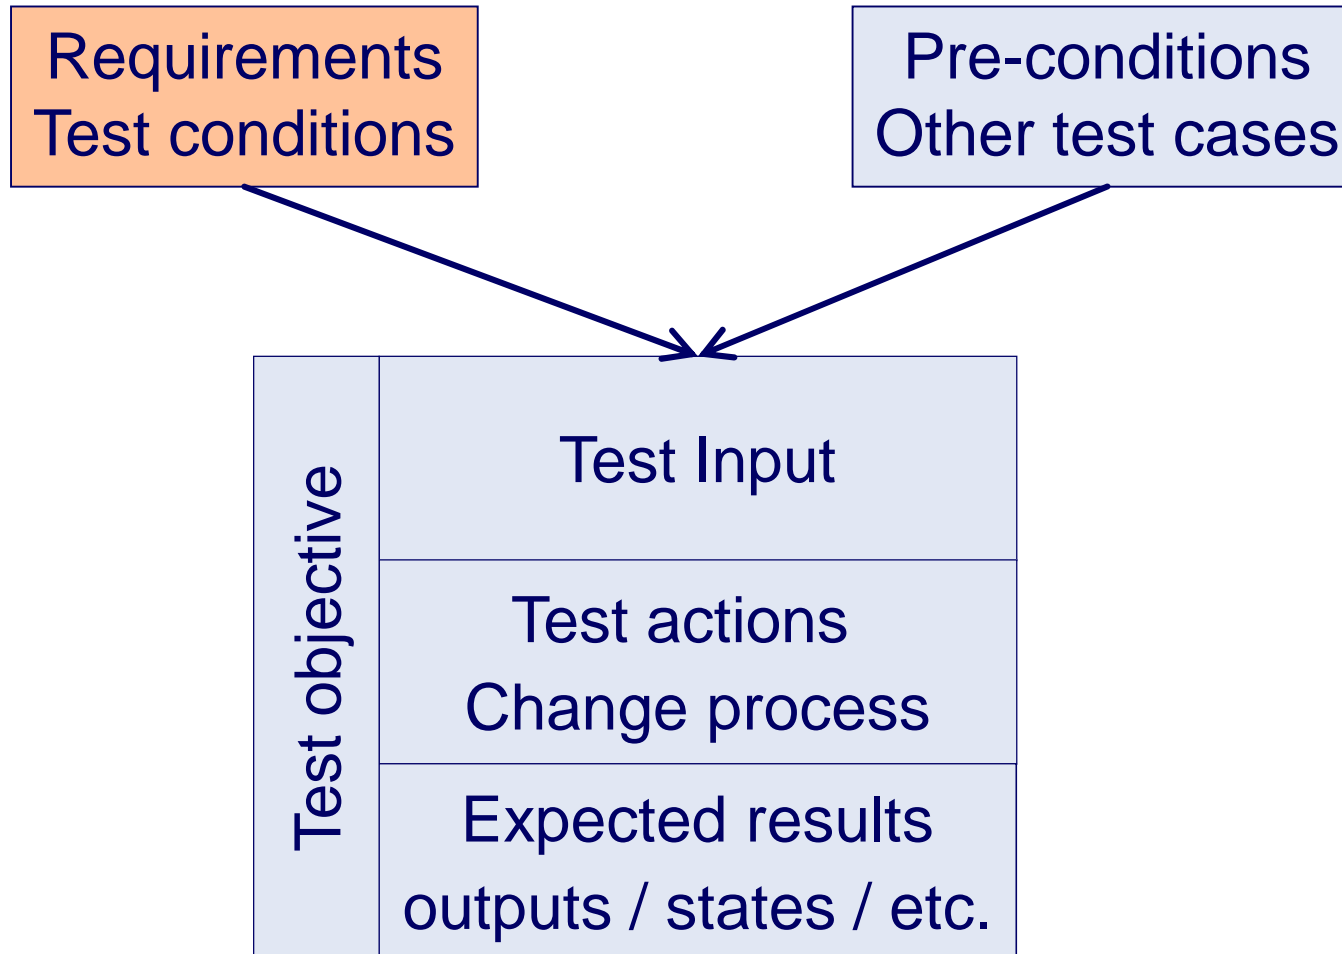 Requirements
Test conditions
Pre-conditions
Other test cases
Test objective
Test Input
Test actions
Change process
Expected results
outputs / states / etc.